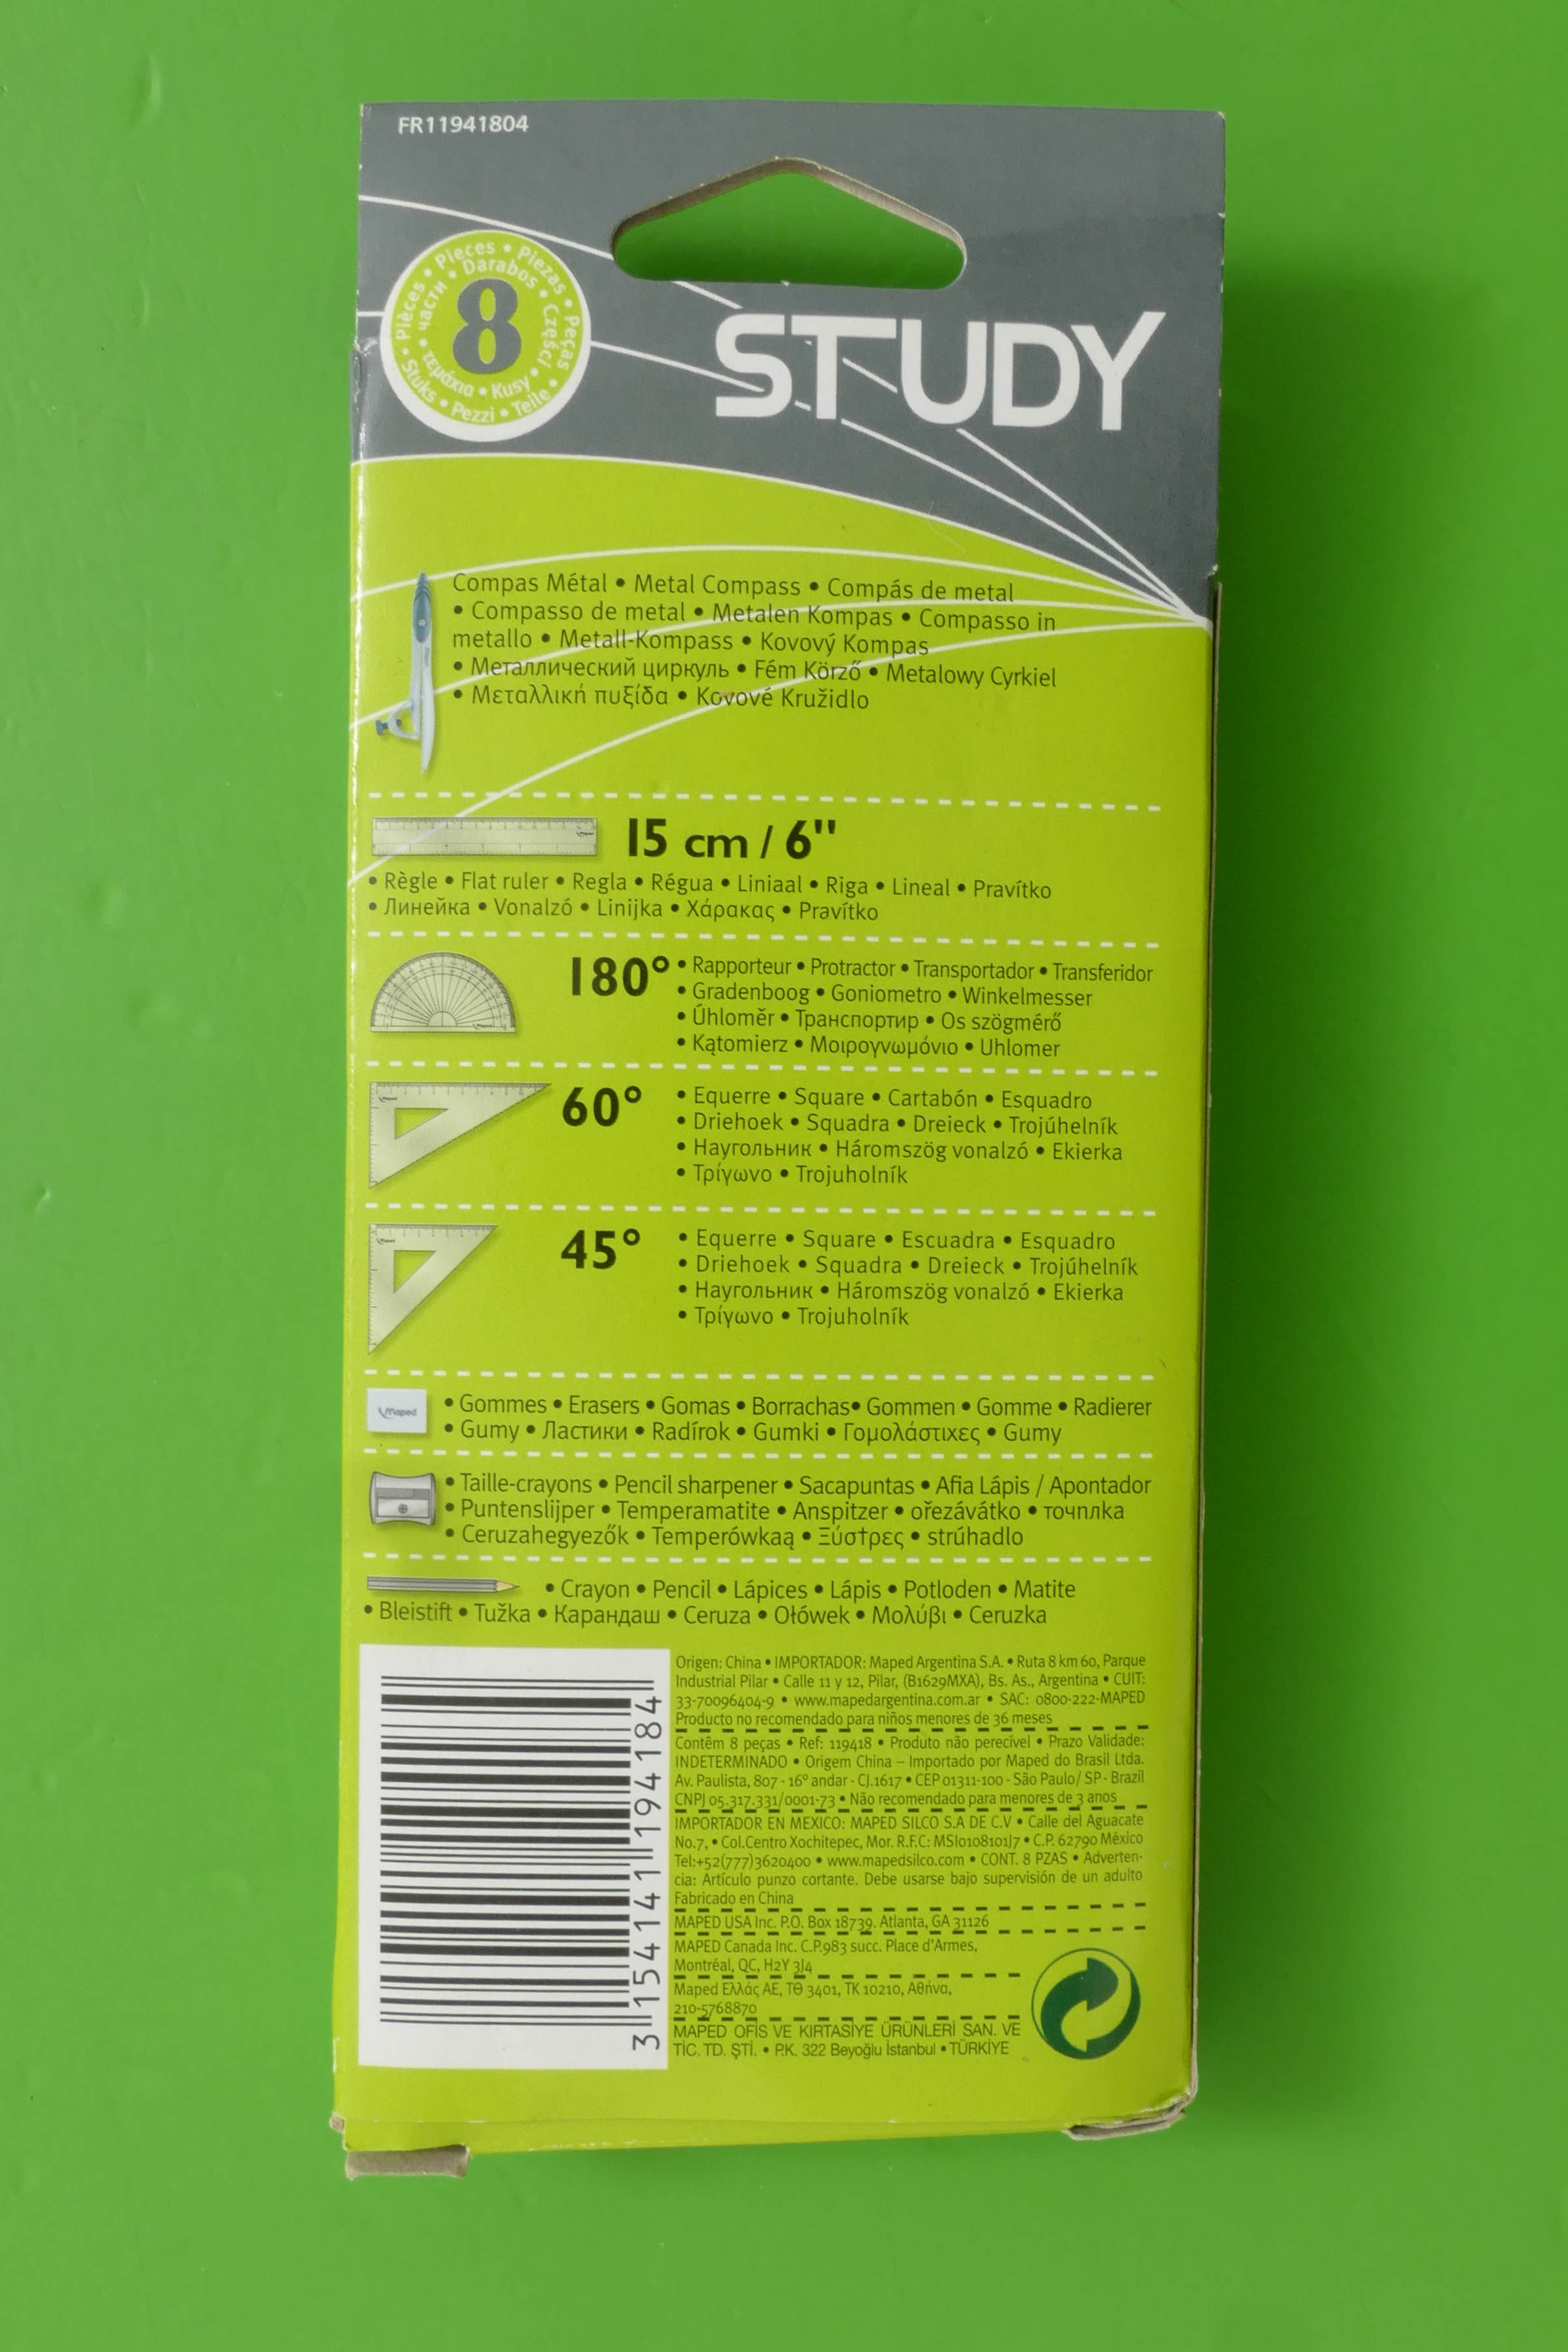 FR11941804
Pièces • Pieces • Piezas • Peças • Teile • Pezzi • Stuks •
части • Darabos • Części • Kusy • τεμάχια •
8
STUDY
Compas Métal • Metal Compass • Compás de metal
• Compasso de metal • Metalen Kompas • Compasso in
metallo • Metall-Kompass • Kovový Kompas
• Металлический циркуль • Fém Körző • Metalowy Cyrkiel
• Μεταλλική πυξίδα • Kovové Kružidlo
15 cm / 6"
• Règle • Flat ruler • Regla • Régua • Liniaal • Riga • Lineal • Pravítko
• Линейка • Vonalzó • Linijka • Χάρακας • Pravítko
180° • Rapporteur • Protractor • Transportador • Transferidor
• Gradenboog • Goniometro • Winkelmesser
• Úhloměr • Транспортир • Os szögmérő
• Kątomierz • Μοιρογνωμόνιο • Uhlomer
60° • Equerre • Square • Cartabón • Esquadro
• Driehoek • Squadra • Dreieck • Trojúhelník
• Наугольник • Háromszög vonalzó • Ekierka
• Τρίγωνο • Trojuholník
45° • Equerre • Square • Escuadra • Esquadro
• Driehoek • Squadra • Dreieck • Trojúhelník
• Наугольник • Háromszög vonalzó • Ekierka
• Τρίγωνο • Trojuholník
Maped
• Gommes • Erasers • Gomas • Borrachas• Gommen • Gomme • Radierer
• Gumy • Ластики • Radírok • Gumki • Γομολάστιχες • Gumy
• Taille-crayons • Pencil sharpener • Sacapuntas • Afia Lápis / Apontador
• Puntenslijper • Temperamatite • Anspitzer • ořezávátko • точплка
• Ceruzahegyezők • Temperówkaą • Ξύστρες • strúhadlo
• Crayon • Pencil • Lápices • Lápis • Potloden • Matite
• Bleistift • Tužka • Карандаш • Ceruza • Ołówek • Μολύβι • Ceruzka
3 154141 194184
Origen: China • IMPORTADOR: Maped Argentina S.A. • Ruta 8 km 60, Parque
Industrial Pilar • Calle 11 y 12, Pilar, (B1629MXA), Bs. As., Argentina • CUIT:
33-70096404-9 • www.mapedargentina.com.ar • SAC: 0800-222-MAPED
Producto no recomendado para niños menores de 36 meses
Contêm 8 peças • Ref: 119418 • Produto não perecível • Prazo Validade:
INDETERMINADO • Origem China – Importado por Maped do Brasil Ltda.
Av. Paulista, 807 - 16º andar - CJ.1617 • CEP 01311-100 - São Paulo/ SP - Brazil
CNPJ 05.317.331/0001-73 • Não recomendado para menores de 3 anos
IMPORTADOR EN MEXICO: MAPED SILCO S.A DE C.V • Calle del Aguacate
No.7, • Col.Centro Xochitepec, Mor. R.F.C: MSI0108101J7 • C.P. 62790 México
Tel:+52(777)3620400 • www.mapedsilco.com • CONT. 8 PZAS • Adverten-
cia: Artículo punzo cortante. Debe usarse bajo supervisión de un adulto
Fabricado en China
MAPED USA Inc. P.O. Box 18739. Atlanta, GA 31126
MAPED Canada Inc. C.P.983 succ. Place d'Armes,
Montréal, QC, H2Y 3J4
Maped Ελλάς ΑΕ, ΤΘ 3401, ΤΚ 10210, Αθήνα,
210-5768870
MAPED OFİS VE KIRTASİYE ÜRÜNLERİ SAN. VE
TİC. TD. ŞTİ. • P.K. 322 Beyoğlu İstanbul • TÜRKİYE